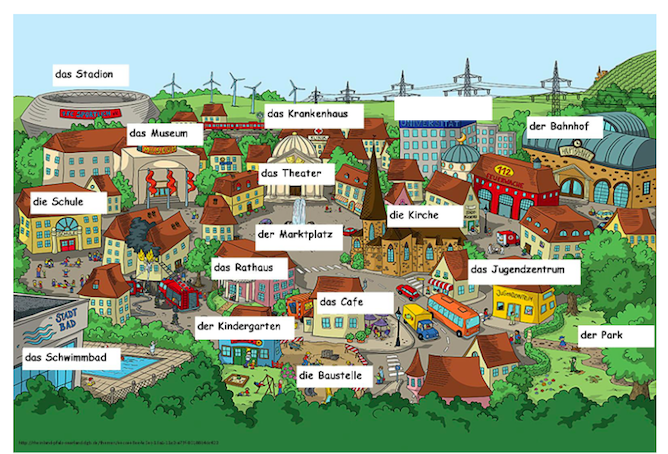 das Stadion
das Krankenhaus
UNIVERSITÄT
der Bahnhof
das Museum
das Theater
112
die Schule
die Kirche
der Marktplatz
das Rathaus
das Jugendzentrum
das Cafe
STADT
BAD
der Kindergarten
der Park
das Schwimmbad
die Baustelle